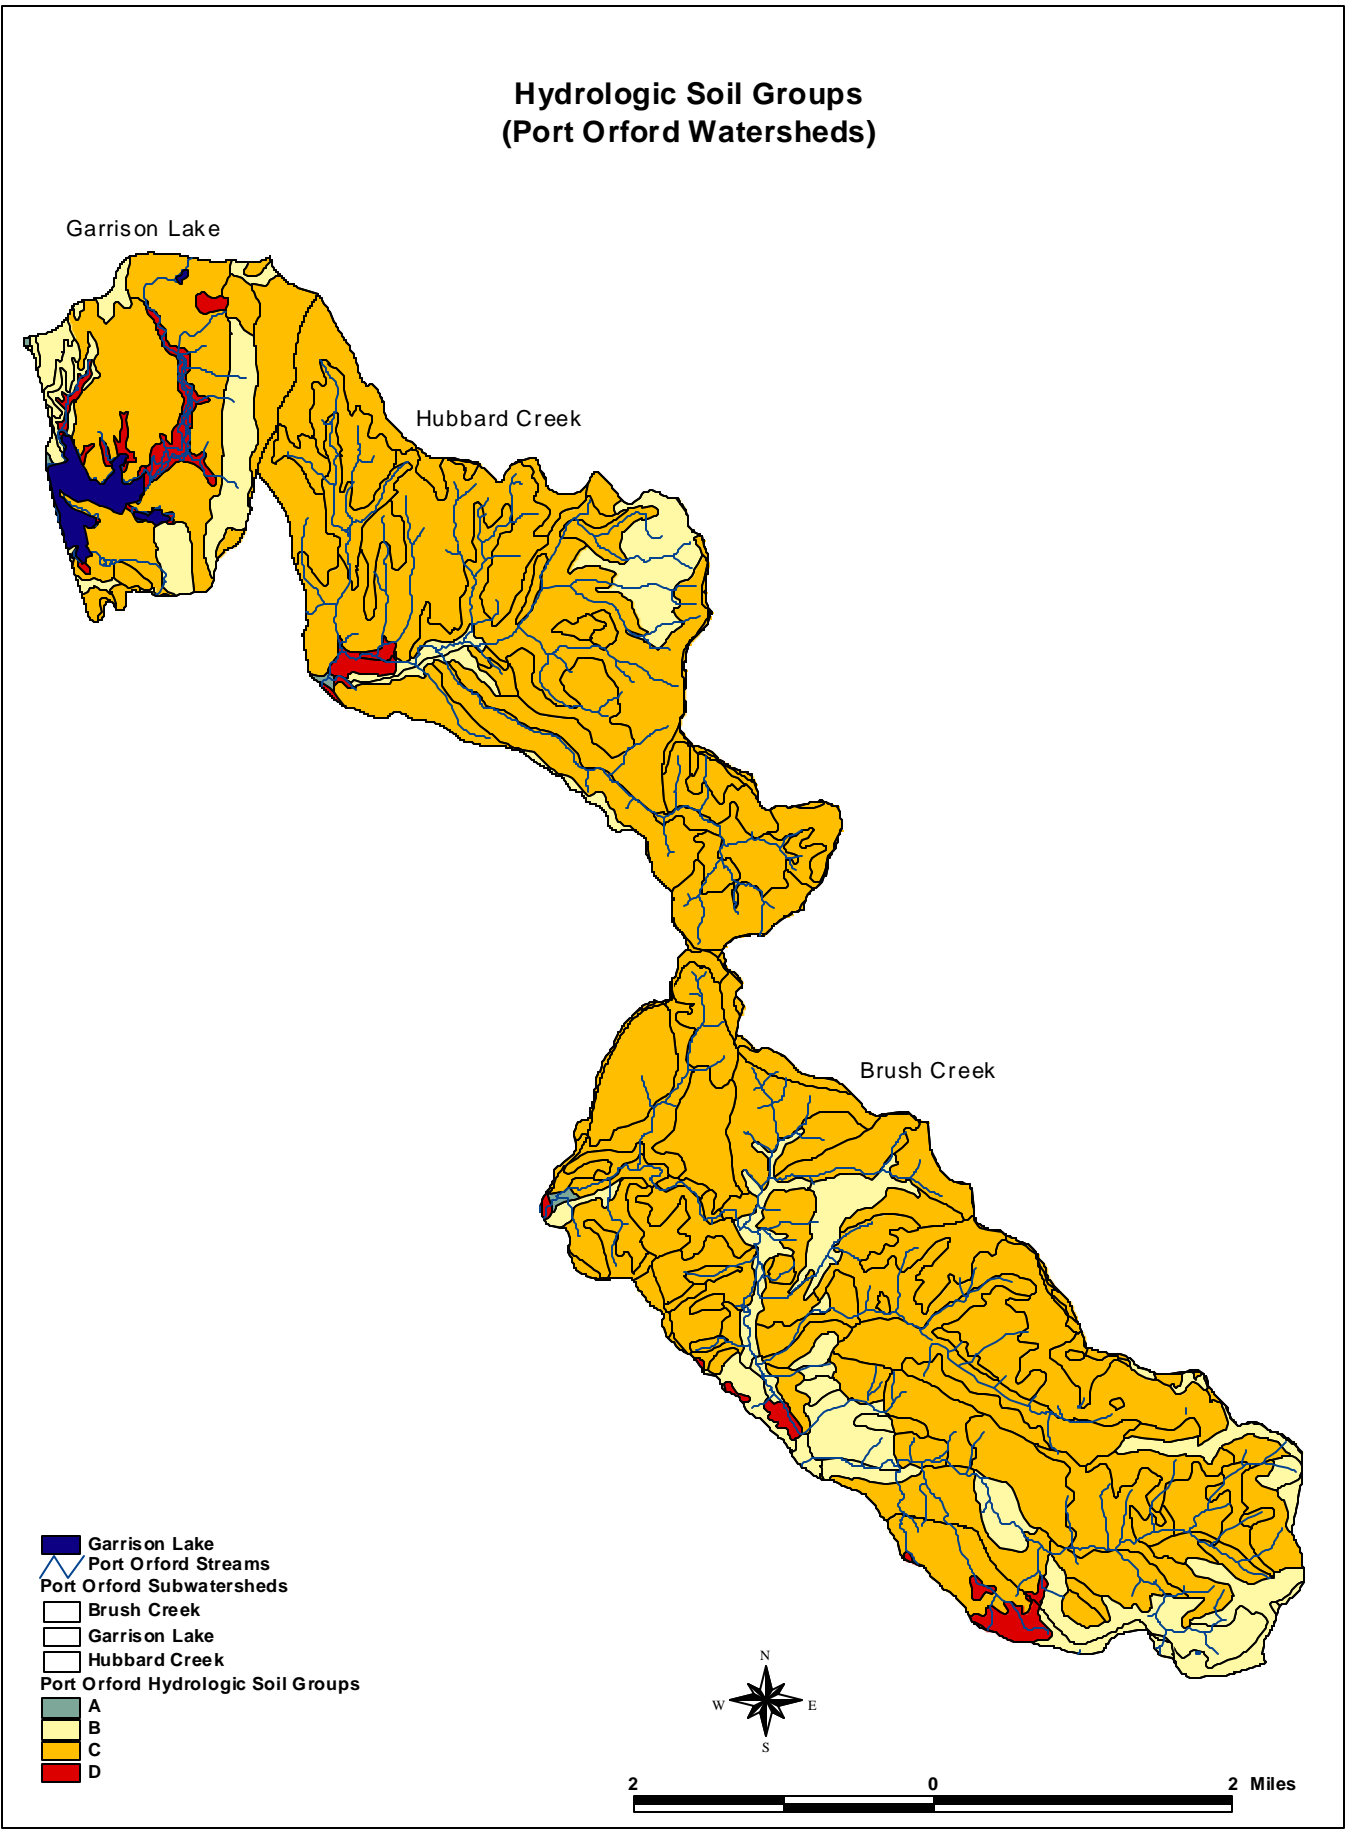 Hydrologic Soil Groups
(Port Orford Watersheds)
Garrison Lake
Hubbard Creek
Brush Creek
Garrison Lake
Port Orford Streams
Port Orford Subwatersheds
Brush Creek
Garrison Lake
Hubbard Creek
Port Orford Hydrologic Soil Groups
A
B
C
D
N
W E
S
2 0 2 Miles